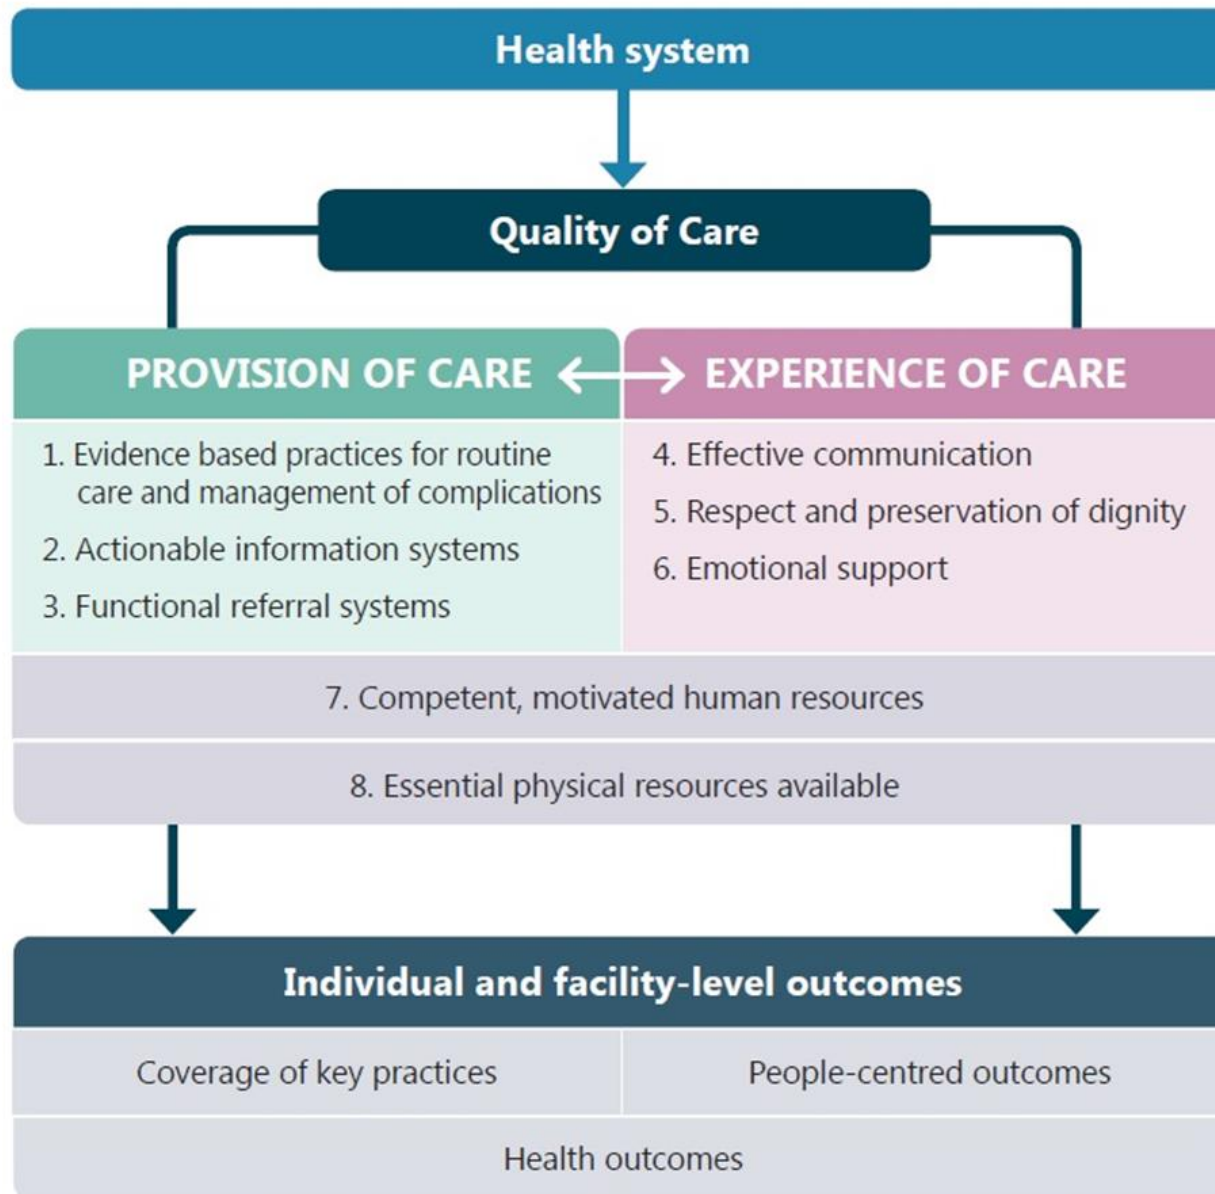 Health system
Quality of Care
PROVISION OF CARE
EXPERIENCE OF CARE
1. Evidence based practices for routine
care and management of complications
2. Actionable information systems
3. Functional referral systems
4. Effective communication
5. Respect and preservation of dignity
6. Emotional support
7. Competent, motivated human resources
8. Essential physical resources available
Individual and facility-level outcomes
Coverage of key practices
People-centred outcomes
Health outcomes